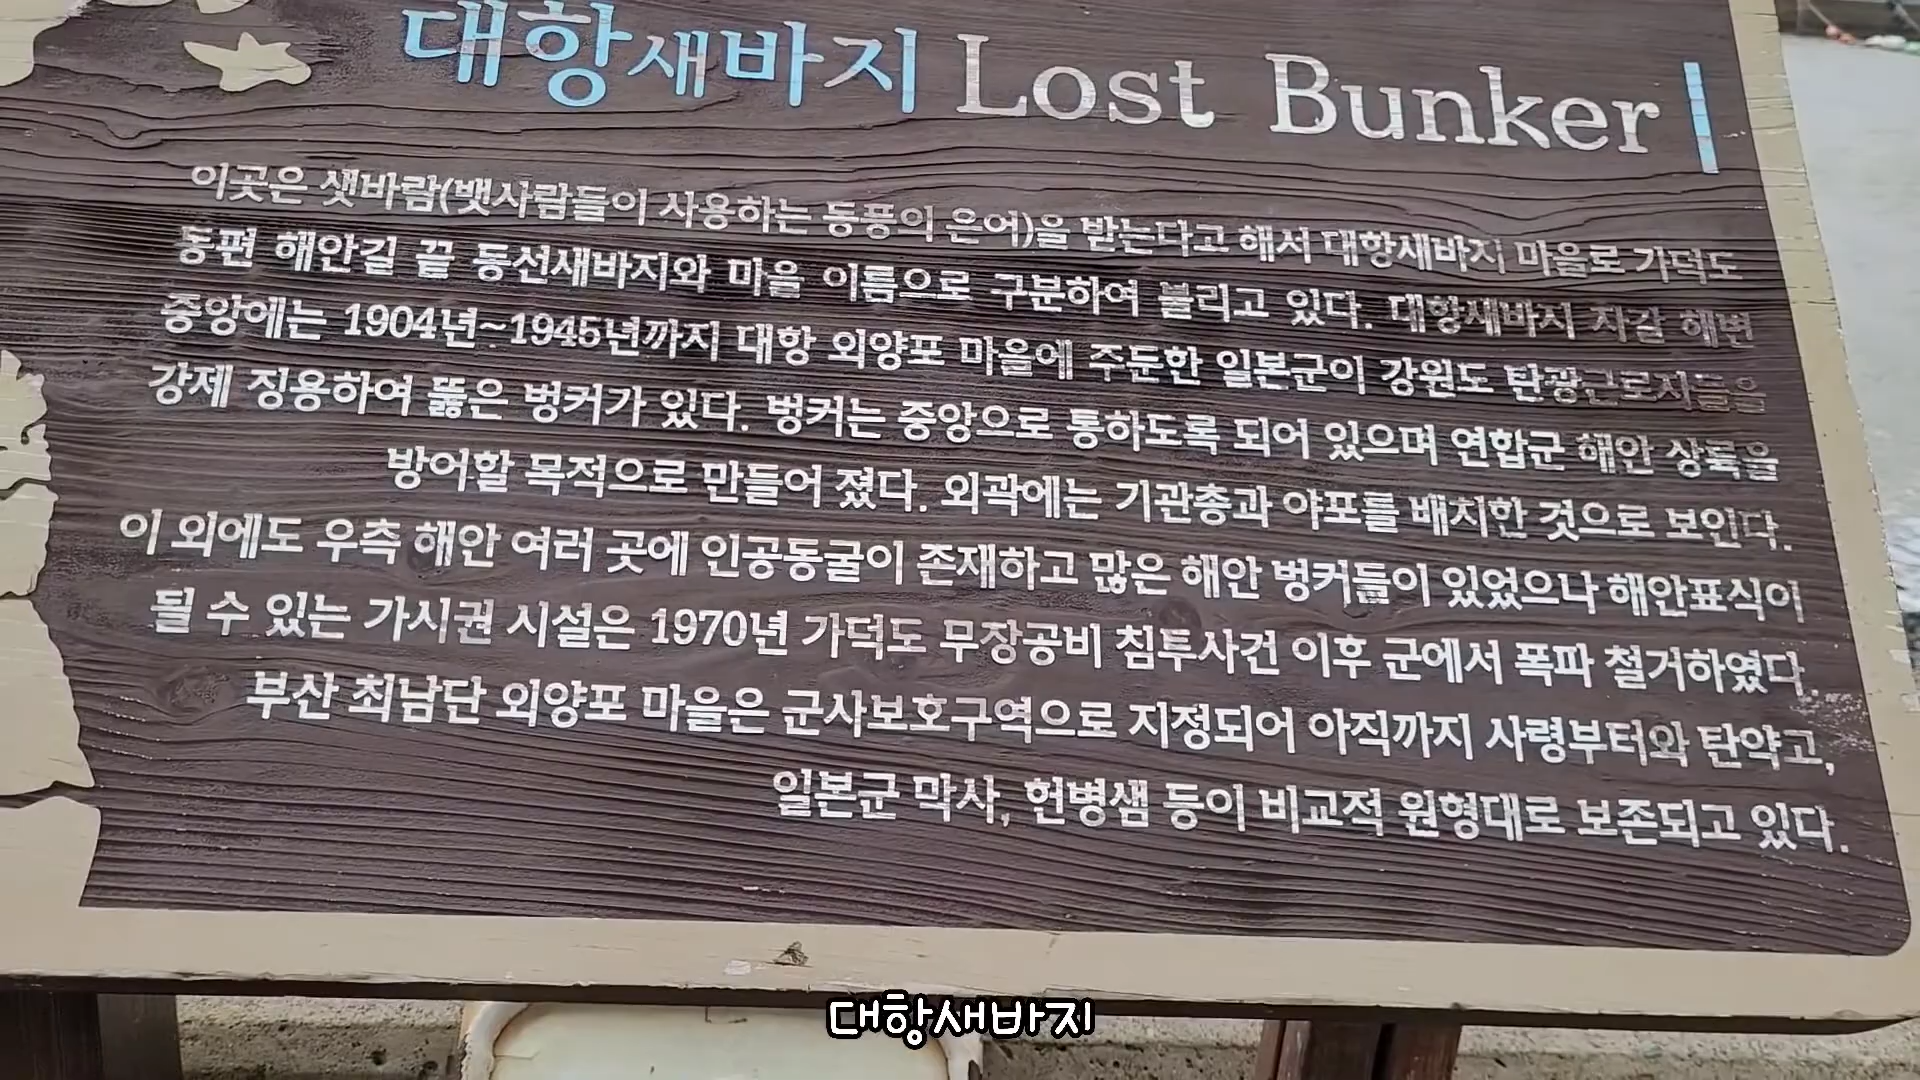 대항새바지 Lost Bunker
이곳은 샛바람(뱃사람들이 사용하는 동풍의 은어)을 받는다고 해서 대항새바지 마을로 가덕도
동편 해안길 끝 동선새바지와 마을 이름으로 구분하여 불리고 있다. 대항새바지 자갈 해변
중앙에는 1904년~1945년까지 대항 외양포 마을에 주둔한 일본군이 강원도 탄광근로자들을
강제 징용하여 뚫은 벙커가 있다. 벙커는 중앙으로 통하도록 되어 있으며 연합군 해안 상륙을
방어할 목적으로 만들어 졌다. 외곽에는 기관총과 야포를 배치한 것으로 보인다.
이 외에도 우측 해안 여러 곳에 인공동굴이 존재하고 많은 해안 벙커들이 있었으나 해안표식이
될 수 있는 가시권 시설은 1970년 가덕도 무장공비 침투사건 이후 군에서 폭파 철거하였다.
부산 최남단 외양포 마을은 군사보호구역으로 지정되어 아직까지 사령부터와 탄약고,
일본군 막사, 헌병샘 등이 비교적 원형대로 보존되고 있다.
대항새바지